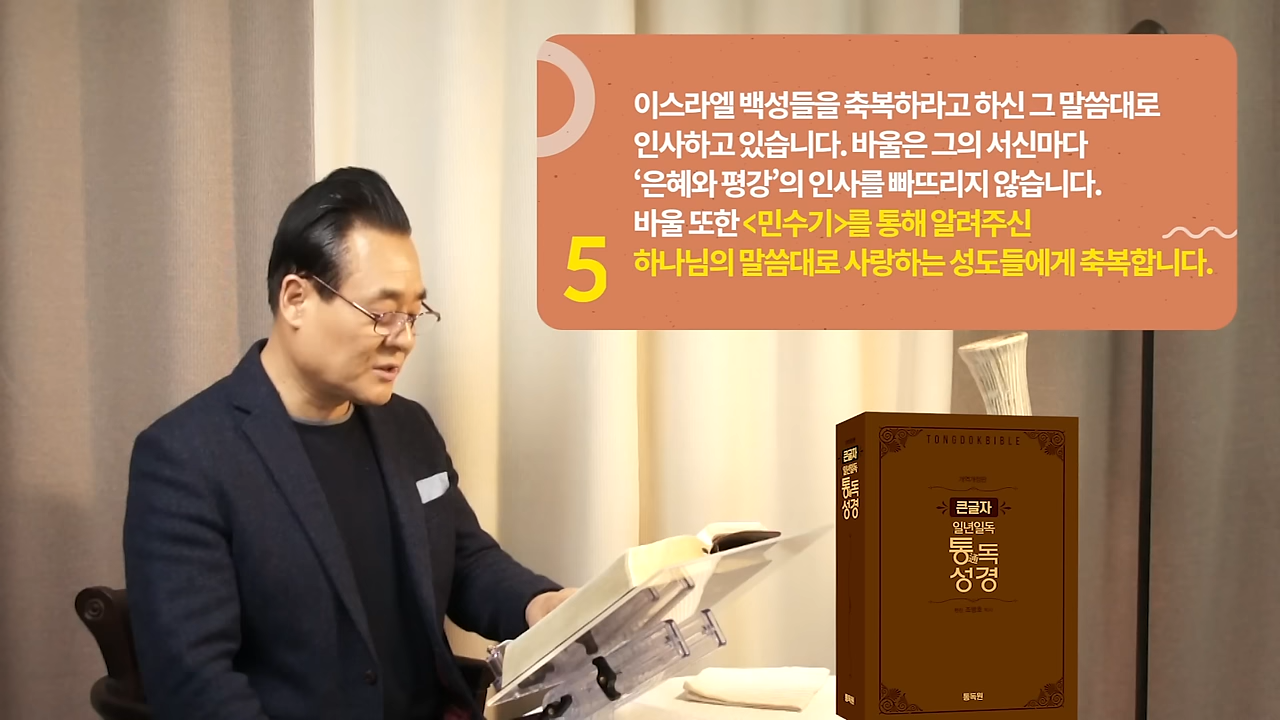 이스라엘 백성들을 축복하라고 하신 그 말씀대로
인사하고 있습니다. 바울은 그의 서신마다
‘은혜와 평강’의 인사를 빠뜨리지 않습니다.
바울 또한 <민수기>를 통해 알려주신
하나님의 말씀대로 사랑하는 성도들에게 축복합니다.
5
TONGDOKBIBLE
큰글자
일년일독
통독
성경
통독원
큰글자
일년일독
통독
성경
통독원